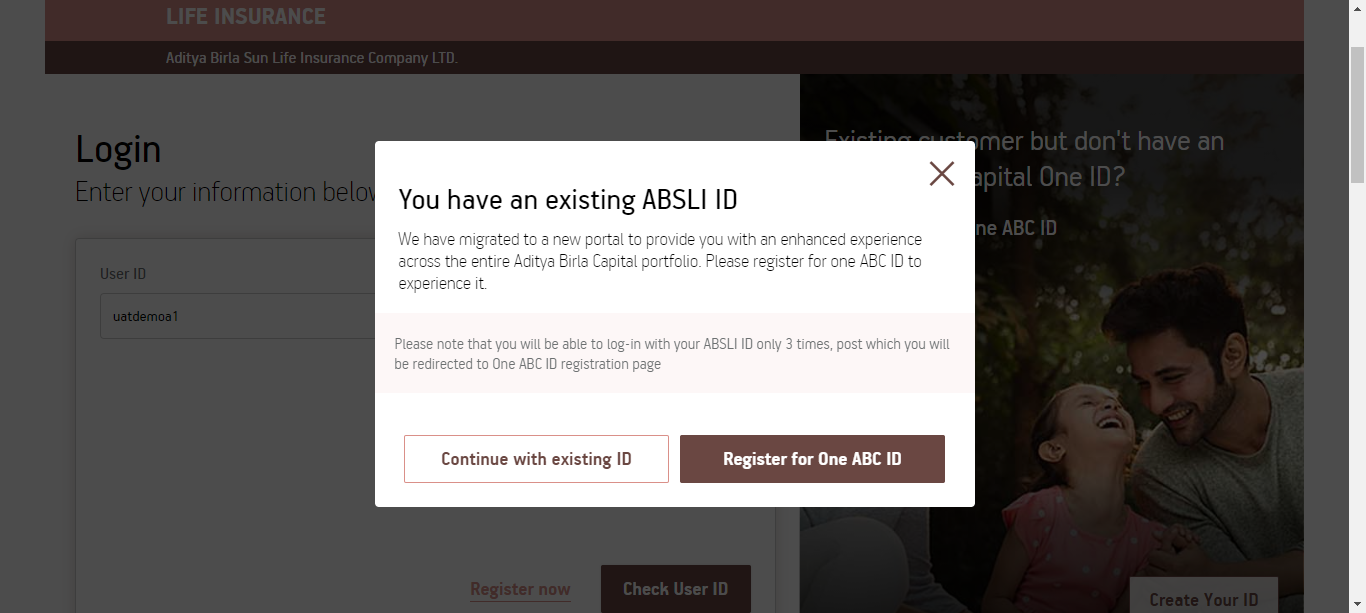 LIFE INSURANCE
Aditya Birla Sun Life Insurance Company LTD.
Login
Enter your information below
User ID
uatdemoa1
Register now
Check User ID
Existing customer but don't have an
apital One ID?
ne ABC ID
Create Your ID
You have an existing ABSLI ID
We have migrated to a new portal to provide you with an enhanced experience
across the entire Aditya Birla Capital portfolio. Please register for one ABC ID to
experience it.
Please note that you will be able to log-in with your ABSLI ID only 3 times, post which you will
be redirected to One ABC ID registration page
Continue with existing ID
Register for One ABC ID